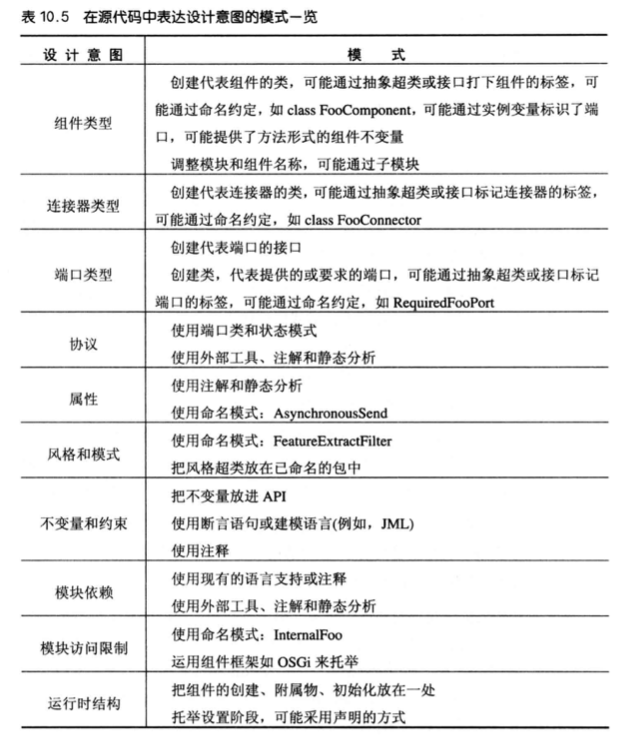 表 10.5 在源代码中表达设计意图的模式一览
设计意图 模式
组件类型
创建代表组件的类，可能通过抽象超类或接口打下组件的标签，可
能通过命名约定，如 class FooComponent，可能通过实例变量标识了端
口，可能提供了方法形式的组件不变量
调整模块和组件名称，可能通过子模块
连接器类型
创建代表连接器的类，可能通过抽象超类或接口标记连接器的标签，
可能通过命名约定，如 class FooConnector
端口类型
创建代表端口的接口
创建类，代表提供的或要求的端口，可能通过抽象超类或接口标记
端口的标签，可能通过命名约定，如 RequiredFooPort
协议
使用端口类和状态模式
使用外部工具、注解和静态分析
属性
使用注解和静态分析
使用命名模式：AsynchronousSend
风格和模式
使用命名模式：FeatureExtractFilter
把风格超类放在已命名的包中
不变量和约束
把不变量放进 API
使用断言语句或建模语言(例如，JML)
使用注释
模块依赖
使用现有的语言支持或注释
使用外部工具、注解和静态分析
模块访问限制
使用命名模式：InternalFoo
运用组件框架如 OSGi 来托举
运行时结构
把组件的创建、附属物、初始化放在一处
托举设置阶段，可能采用声明的方式